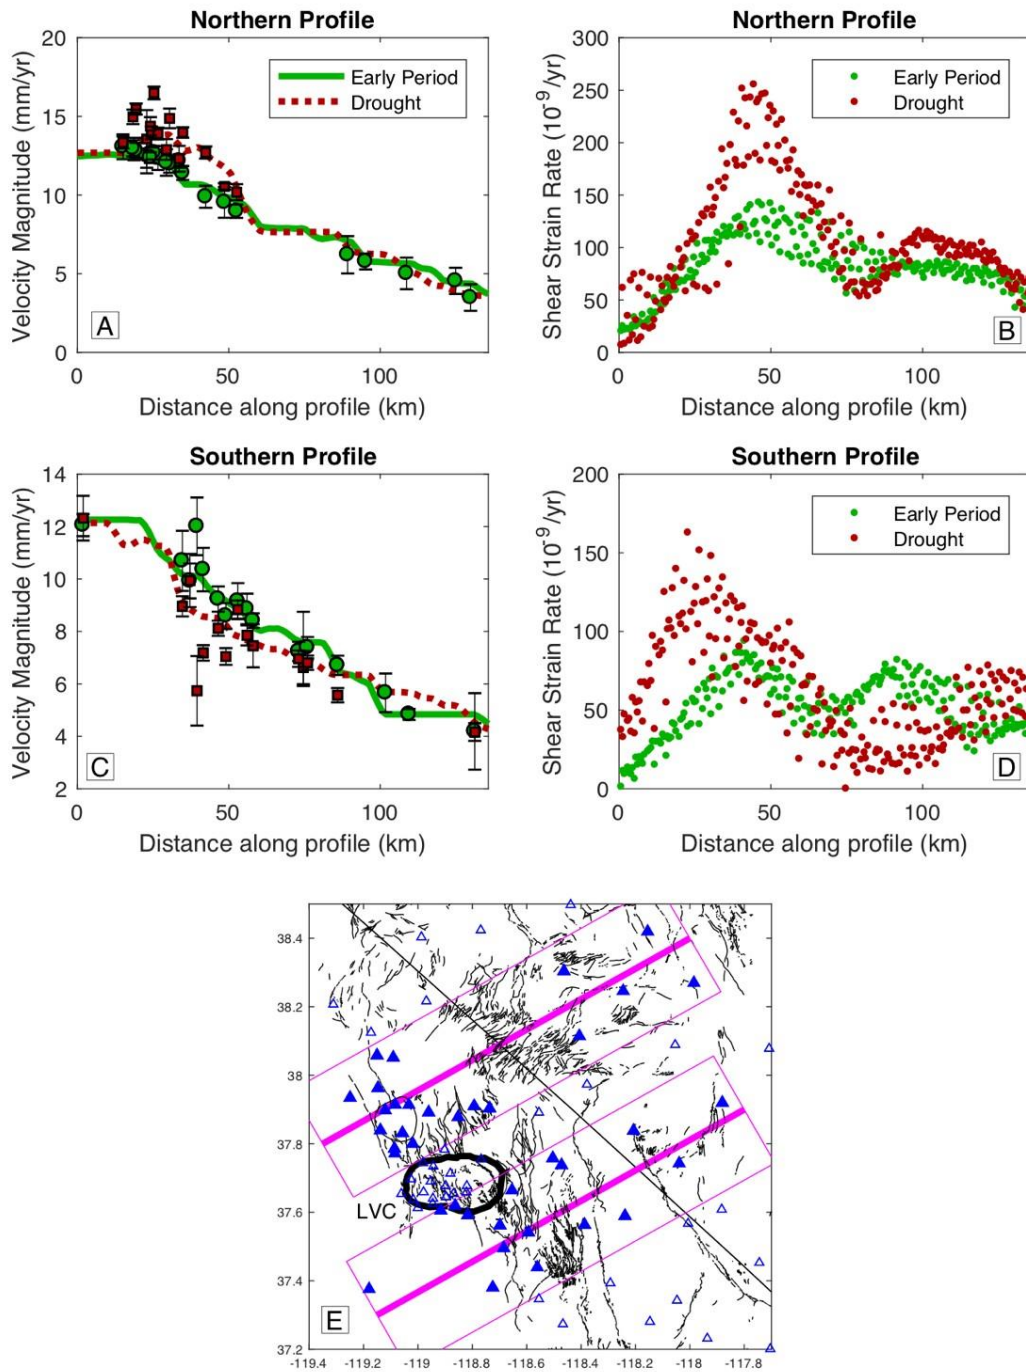 Northern Profile
Velocity Magnitude (mm/yr)
20
15
10
5
0
Early Period
Drought
A
0 50 100
Distance along profile (km)
Northern Profile
Shear Strain Rate (10-9/yr)
300
250
200
150
100
50
0
Early Period
Drought
B
0 50 100
Distance along profile (km)
Southern Profile
Velocity Magnitude (mm/yr)
14
12
10
8
6
4
2
C
0 50 100
Distance along profile (km)
Southern Profile
Shear Strain Rate (10-9/yr)
200
150
100
50
0
Early Period
Drought
D
0 50 100
Distance along profile (km)
38.4
38.2
38
37.8
37.6
37.4
37.2
LVC
E
-119.4 -119.2 -119 -118.8 -118.6 -118.4 -118.2 -118 -117.8